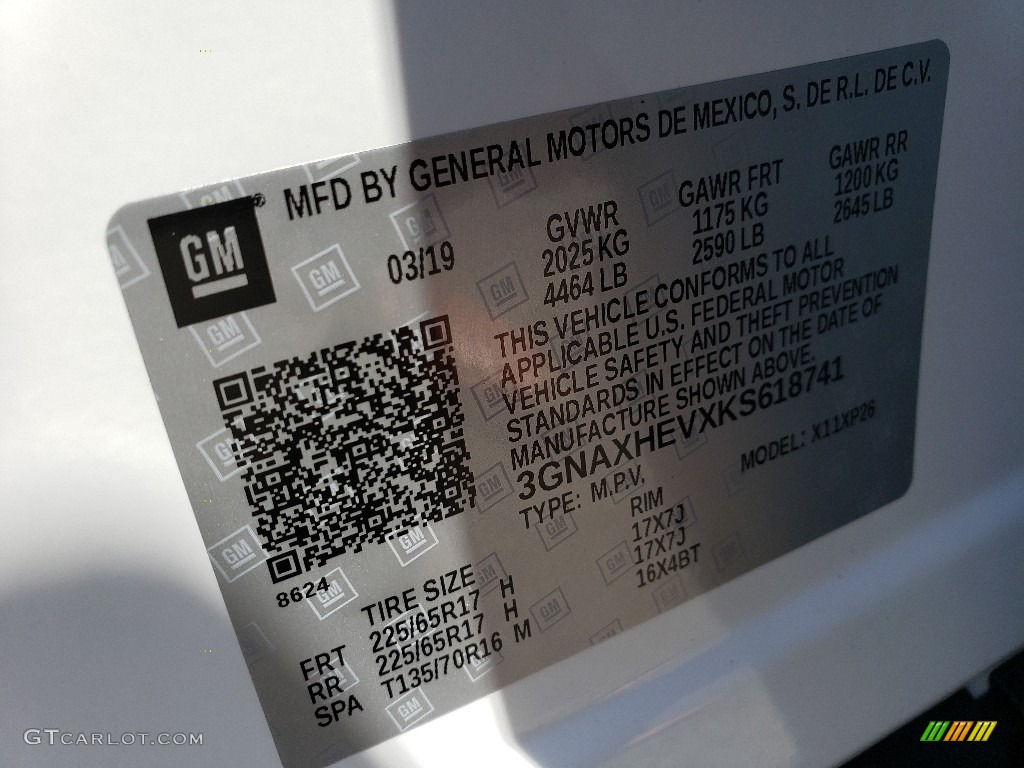 MFD BY GENERAL MOTORS DE MEXICO, S. DE R.L. DE C.V.
GM®
03/19
GVWR GAWR FRT GAWR RR
2025 KG 1175 KG 1200 KG
4464 LB 2590 LB 2645 LB
THIS VEHICLE CONFORMS TO ALL
APPLICABLE U.S. FEDERAL MOTOR
VEHICLE SAFETY AND THEFT PREVENTION
STANDARDS IN EFFECT ON THE DATE OF
MANUFACTURE SHOWN ABOVE.
3GNAXHEVXKS618741
TYPE: M.P.V. MODEL: X11XP26
8624
TIRE SIZE RIM
FRT 225/65R17 H 17X7J
RR 225/65R17 H 17X7J
SPA T135/70R16 M 16X4BT
GTCARLOT.COM